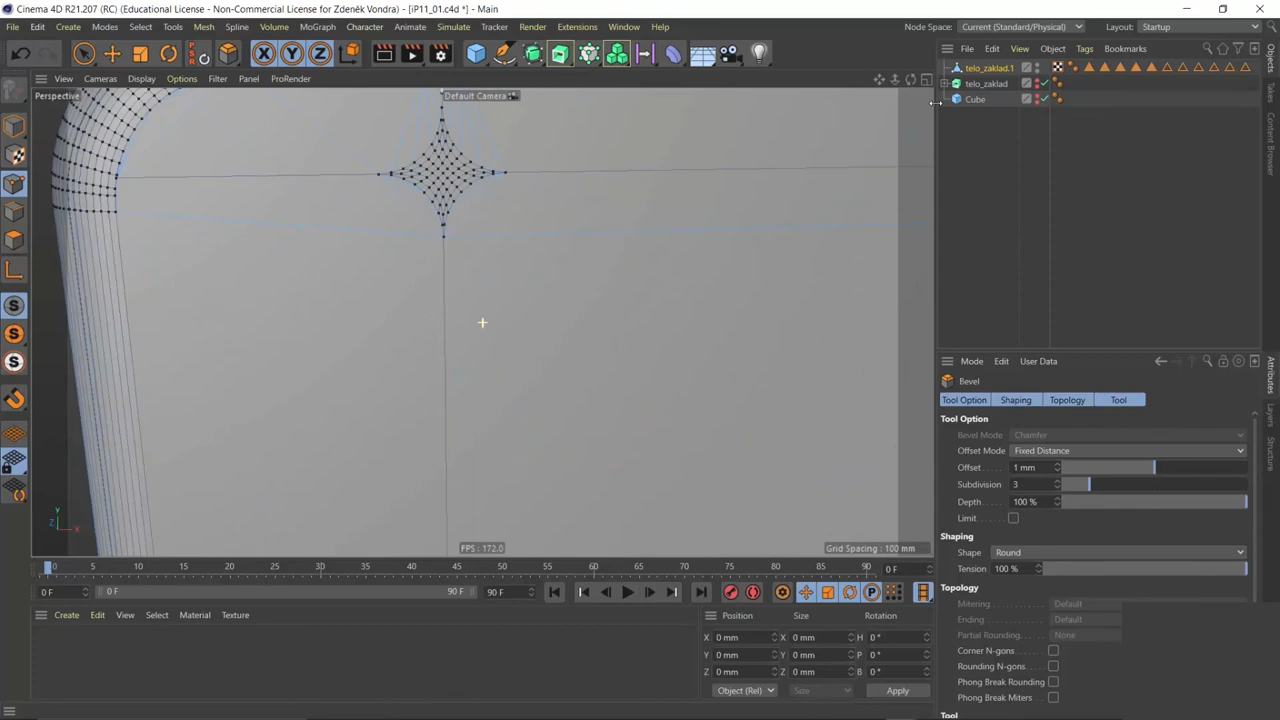 Cinema 4D R21.207 (RC) (Educational License - Non-Commercial License for Zdeněk Vondra) - [iP11_01.c4d *] - Main
File Edit Create Modes Select Tools Mesh Spline Volume MoGraph Character Animate Simulate Tracker Render Extensions Window Help Node Space: Current (Standard/Physical) Layout: Startup
File Edit View Object Tags Bookmarks
View Cameras Display Options Filter Panel ProRender
telo_zaklad.1
telo_zaklad
Cube
Perspective
Default Camera
Objects
Takes
Content Browser
Mode Edit User Data
Bevel
Tool Option Shaping Topology Tool
Tool Option
Bevel Mode Chamfer
Offset Mode Fixed Distance
Offset 1 mm
Subdivision 3
Depth 100 %
Limit
Shaping
Shape Round
Tension 100 %
Topology
Mitering Default
Ending Default
Partial Rounding None
Corner N-gons
Rounding N-gons
Phong Break Rounding
Phong Break Miters
Tool
Attributes
Layers
Structure
Y
Z X
FPS : 172.0
Grid Spacing : 100 mm
0 5 10 15 20 25 30 35 40 45 50 55 60 65 70 75 80 85 90 0 F
0 F 0 F 90 F 90 F
Create Edit View Select Material Texture
Position Size Rotation
X 0 mm X 0 mm H 0 °
Y 0 mm Y 0 mm P 0 °
Z 0 mm Z 0 mm B 0 °
Object (Rel) Size Apply